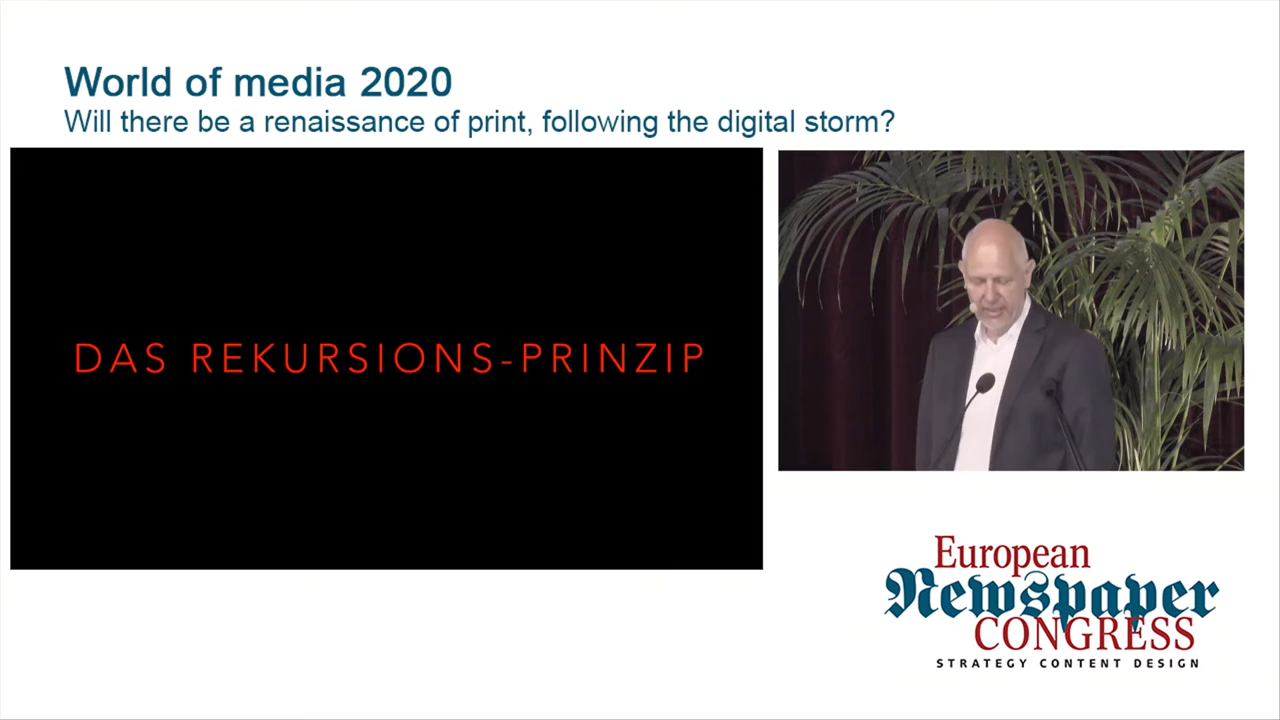 World of media 2020
Will there be a renaissance of print, following the digital storm?
DAS REKURSIONS-PRINZIP
European
Newspaper
CONGRESS
STRATEGY CONTENT DESIGN